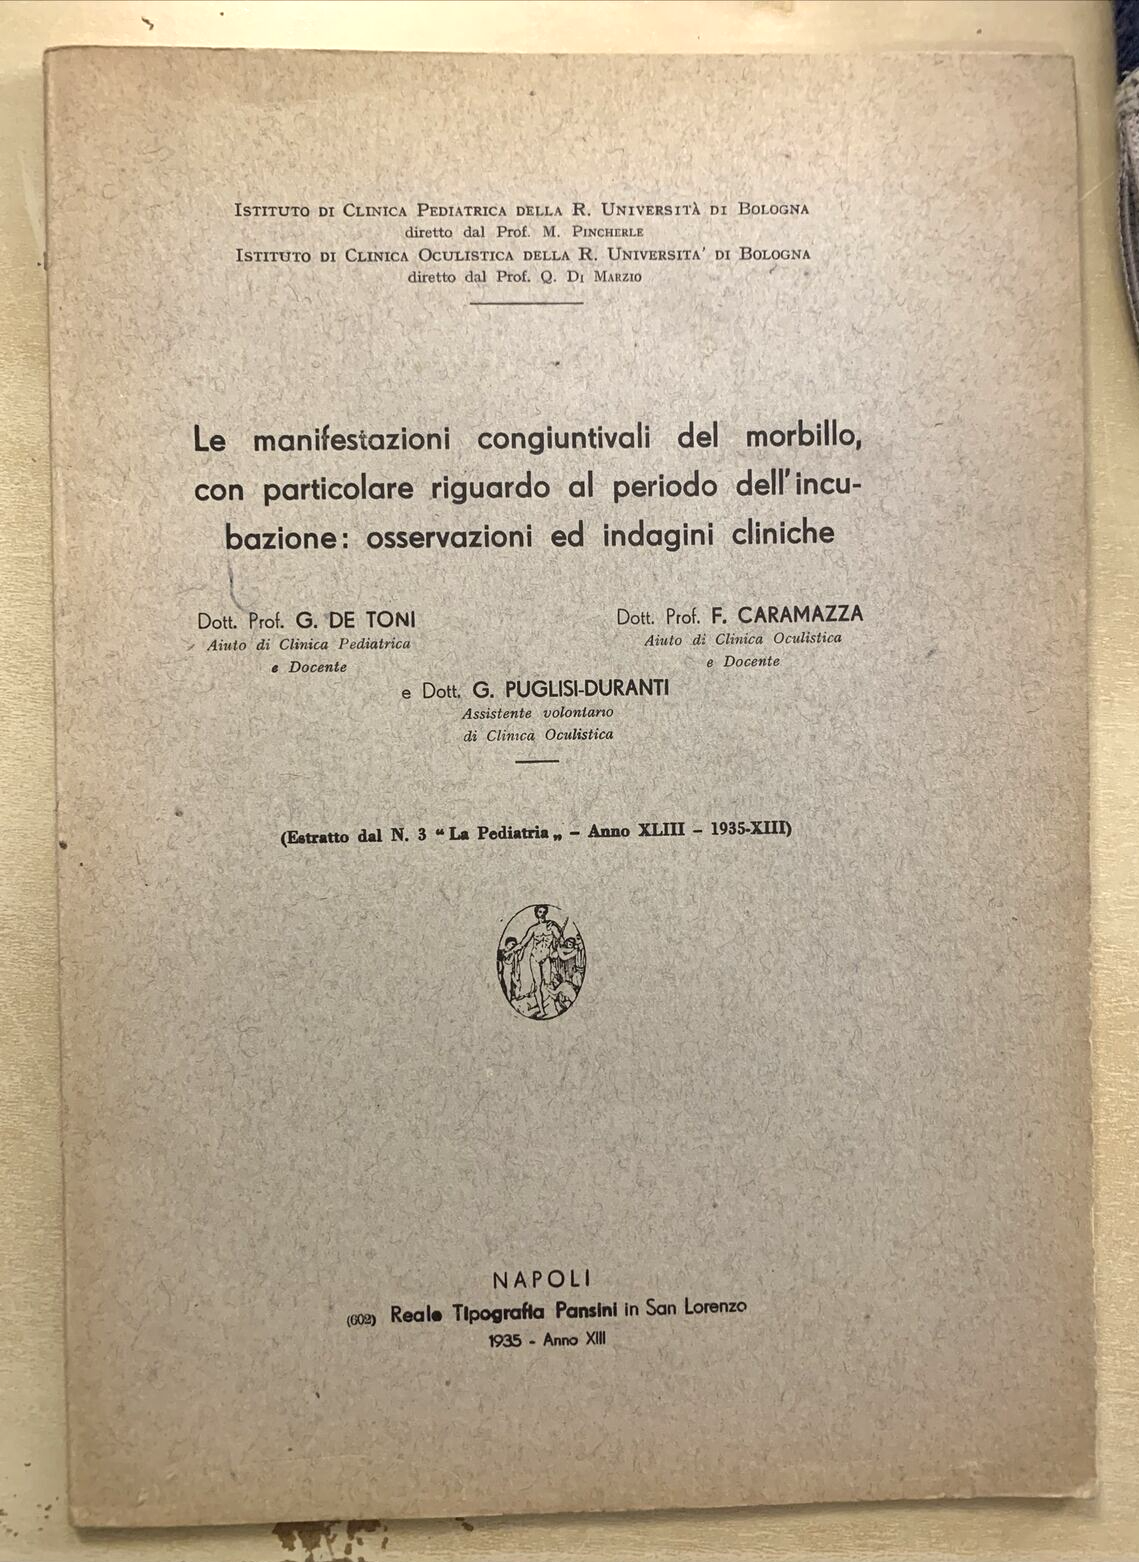 Istituto di Clinica Pediatrica della R. Università di Bologna
diretto dal Prof. M. Pincherle
Istituto di Clinica Oculistica della R. Universita' di Bologna
diretto dal Prof. Q. Di Marzio
Le manifestazioni congiuntivali del morbillo,
con particolare riguardo al periodo dell'incu-
bazione: osservazioni ed indagini cliniche
Dott. Prof. G. DE TONI
Aiuto di Clinica Pediatrica
e Docente
Dott. Prof. F. CARAMAZZA
Aiuto di Clinica Oculistica
e Docente
e Dott. G. PUGLISI-DURANTI
Assistente volontario
di Clinica Oculistica
(Estratto dal N. 3 “ La Pediatria „ - Anno XLIII - 1935-XIII)
NAPOLI
(602) Reale Tipografia Pansini in San Lorenzo
1935 - Anno XIII